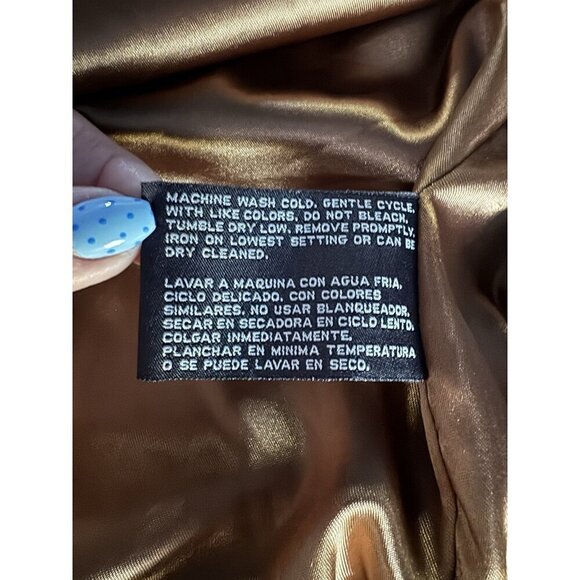 MACHINE WASH COLD. GENTLE CYCLE,
WITH LIKE COLORS. DO NOT BLEACH.
TUMBLE DRY LOW. REMOVE PROMPTLY.
IRON ON LOWEST SETTING OR CAN BE
DRY CLEANED.
LAVAR A MAQUINA CON AGUA FRIA,
CICLO DELICADO. CON COLORES
SIMILARES. NO USAR BLANQUEADOR.
SECAR EN SECADORA EN CICLO LENTO.
COLGAR INMEDIATAMENTE.
PLANCHAR EN MINIMA TEMPERATURA
O SE PUEDE LAVAR EN SECO.